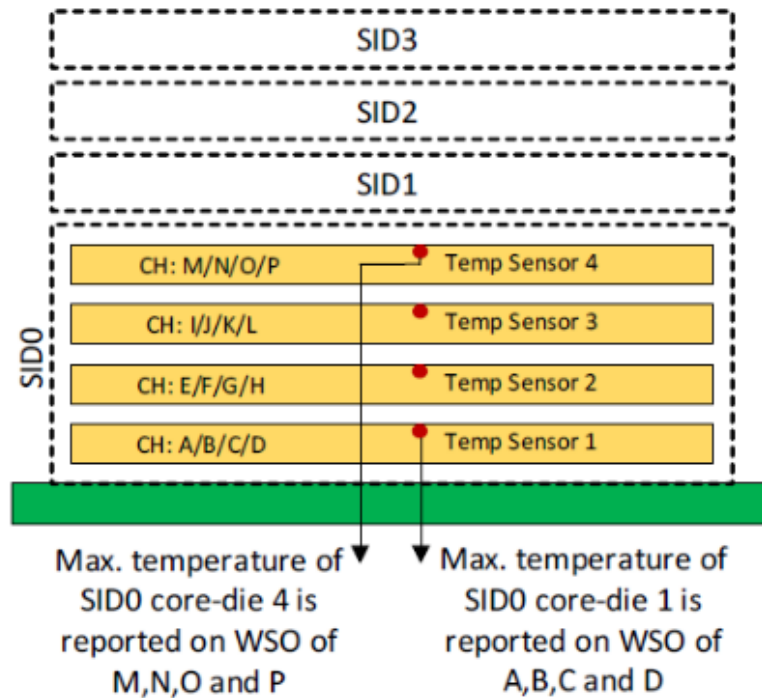 SID3
SID2
SID1
SID0
CH: M/N/O/P Temp Sensor 4
CH: I/J/K/L Temp Sensor 3
CH: E/F/G/H Temp Sensor 2
CH: A/B/C/D Temp Sensor 1
Max. temperature of
SID0 core-die 4 is
reported on WSO of
M,N,O and P
Max. temperature of
SID0 core-die 1 is
reported on WSO of
A,B,C and D